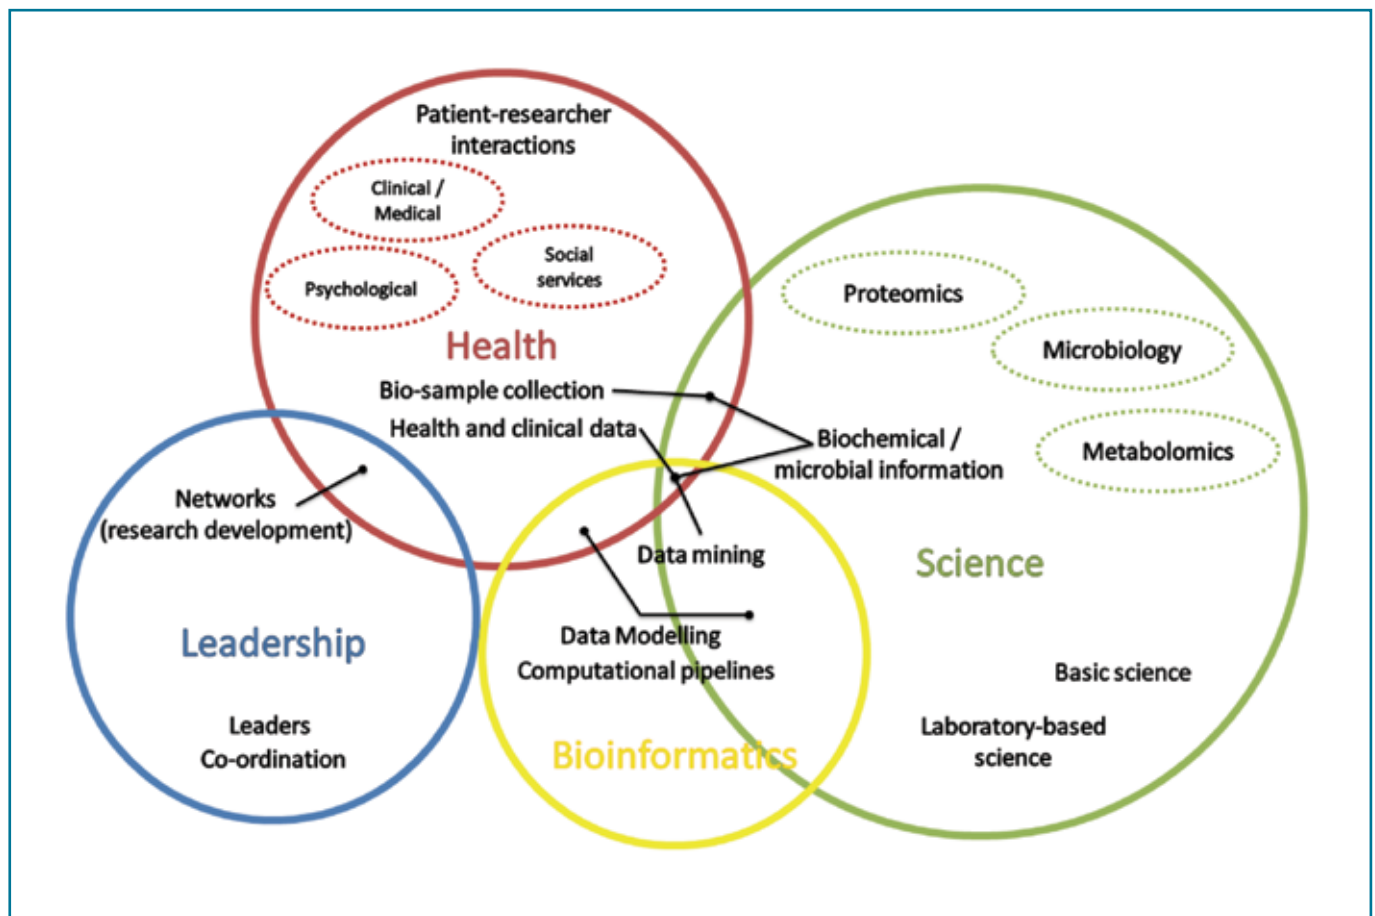 Patient-researcher
interactions
Clinical /
Medical
Social
services
Psychological
Health
Proteomics
Microbiology
Metabolomics
Bio-sample collection
Health and clinical data
Biochemical /
microbial information
Networks
(research development)
Data mining
Science
Data Modelling
Computational pipelines
Leadership
Leaders
Co-ordination
Bioinformatics
Basic science
Laboratory-based
science